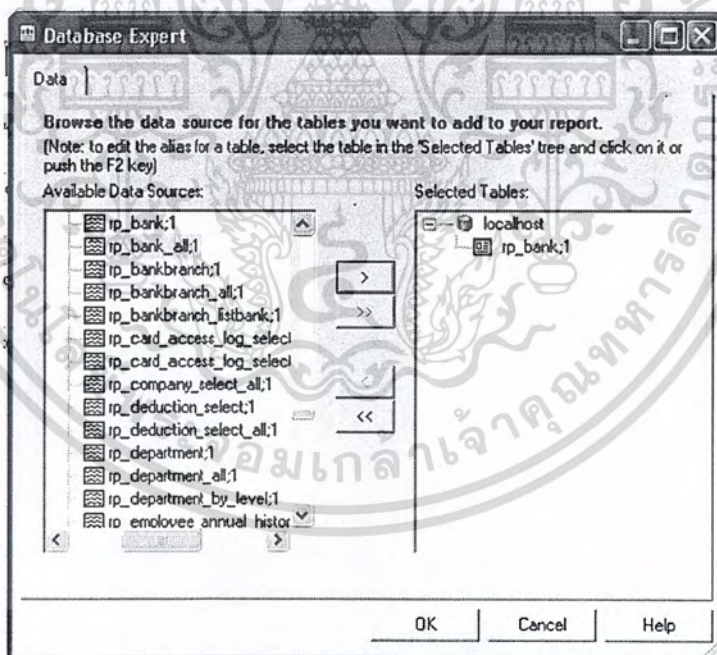 Database Expert
Data
Browse the data source for the tables you want to add to your report.
(Note: to edit the alias for a table, select the table in the 'Selected Tables' tree and click on it or
push the F2 key)
Available Data Sources:
Selected Tables:
rp_bank;1
rp_bank_all;1
rp_bankbranch;1
rp_bankbranch_all;1
rp_bankbranch_listbank;1
rp_card_access_log_select
rp_card_access_log_select
rp_company_select_all;1
rp_deduction_select;1
rp_deduction_select_all;1
rp_department;1
rp_department_all;1
rp_department_by_level;1
rp_employee_annual_histor
>
>>
<
<<
localhost
rp_bank;1
OK
Cancel
Help